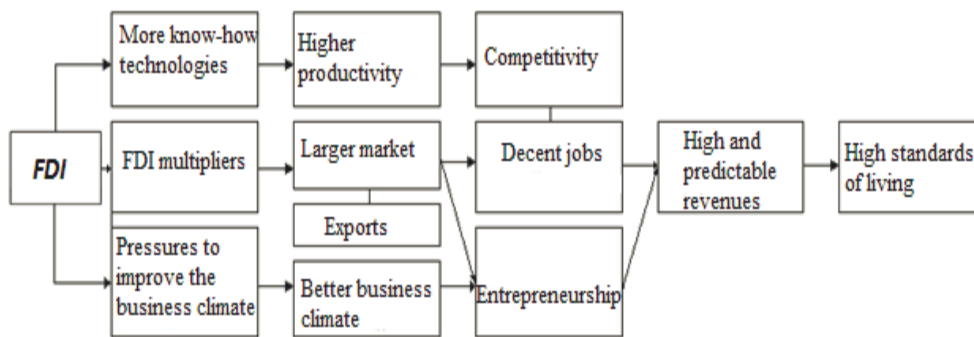 FDI
More know-how
technologies
Higher
productivity
Competitivity
FDI multipliers
Larger market
Exports
Decent jobs
High and
predictable
revenues
High standards
of living
Pressures to
improve the
business climate
Better business
climate
Entrepreneurship